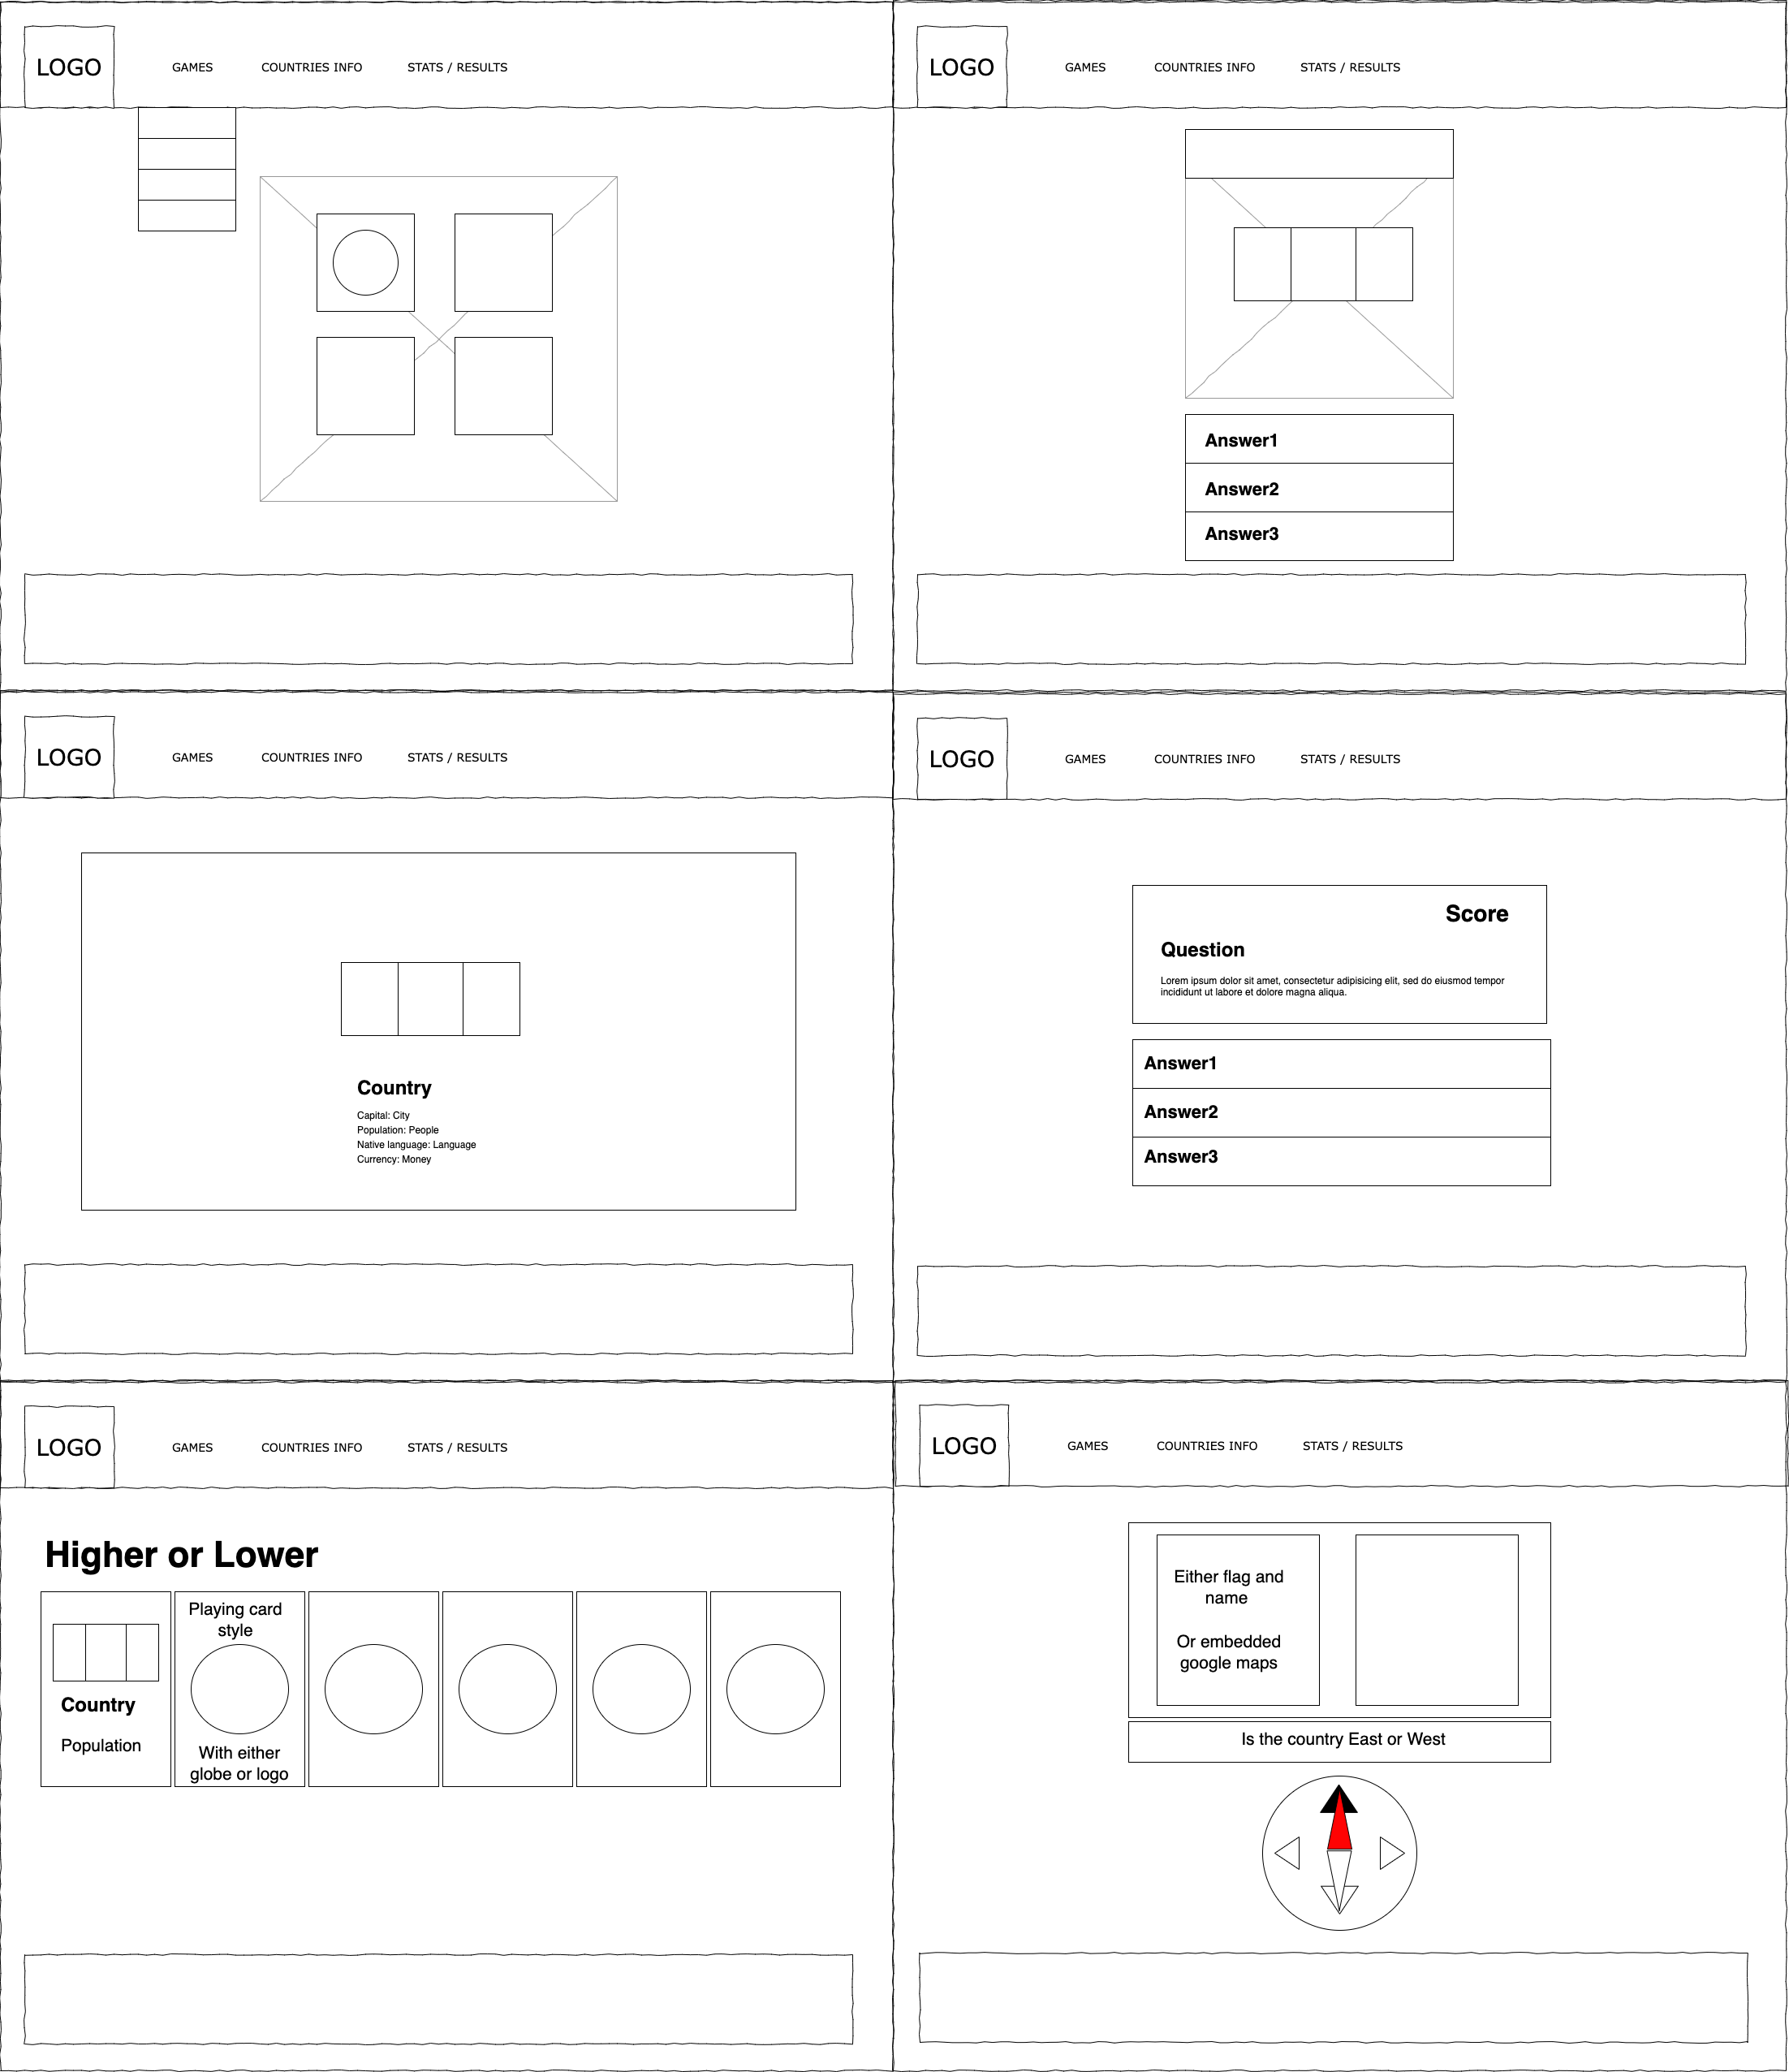 LOGO
GAMES
COUNTRIES INFO
STATS / RESULTS
LOGO
GAMES
COUNTRIES INFO
STATS / RESULTS
Answer1
Answer2
Answer3
LOGO
GAMES
COUNTRIES INFO
STATS / RESULTS
Country
Capital: City
Population: People
Native language: Language
Currency: Money
LOGO
GAMES
COUNTRIES INFO
STATS / RESULTS
Score
Question
Lorem ipsum dolor sit amet, consectetur adipisicing elit, sed do eiusmod tempor
incididunt ut labore et dolore magna aliqua.
Answer1
Answer2
Answer3
LOGO
GAMES
COUNTRIES INFO
STATS / RESULTS
Higher or Lower
Country
Population
Playing card
style
With either
globe or logo
LOGO
GAMES
COUNTRIES INFO
STATS / RESULTS
Either flag and
name
Or embedded
google maps
Is the country East or West